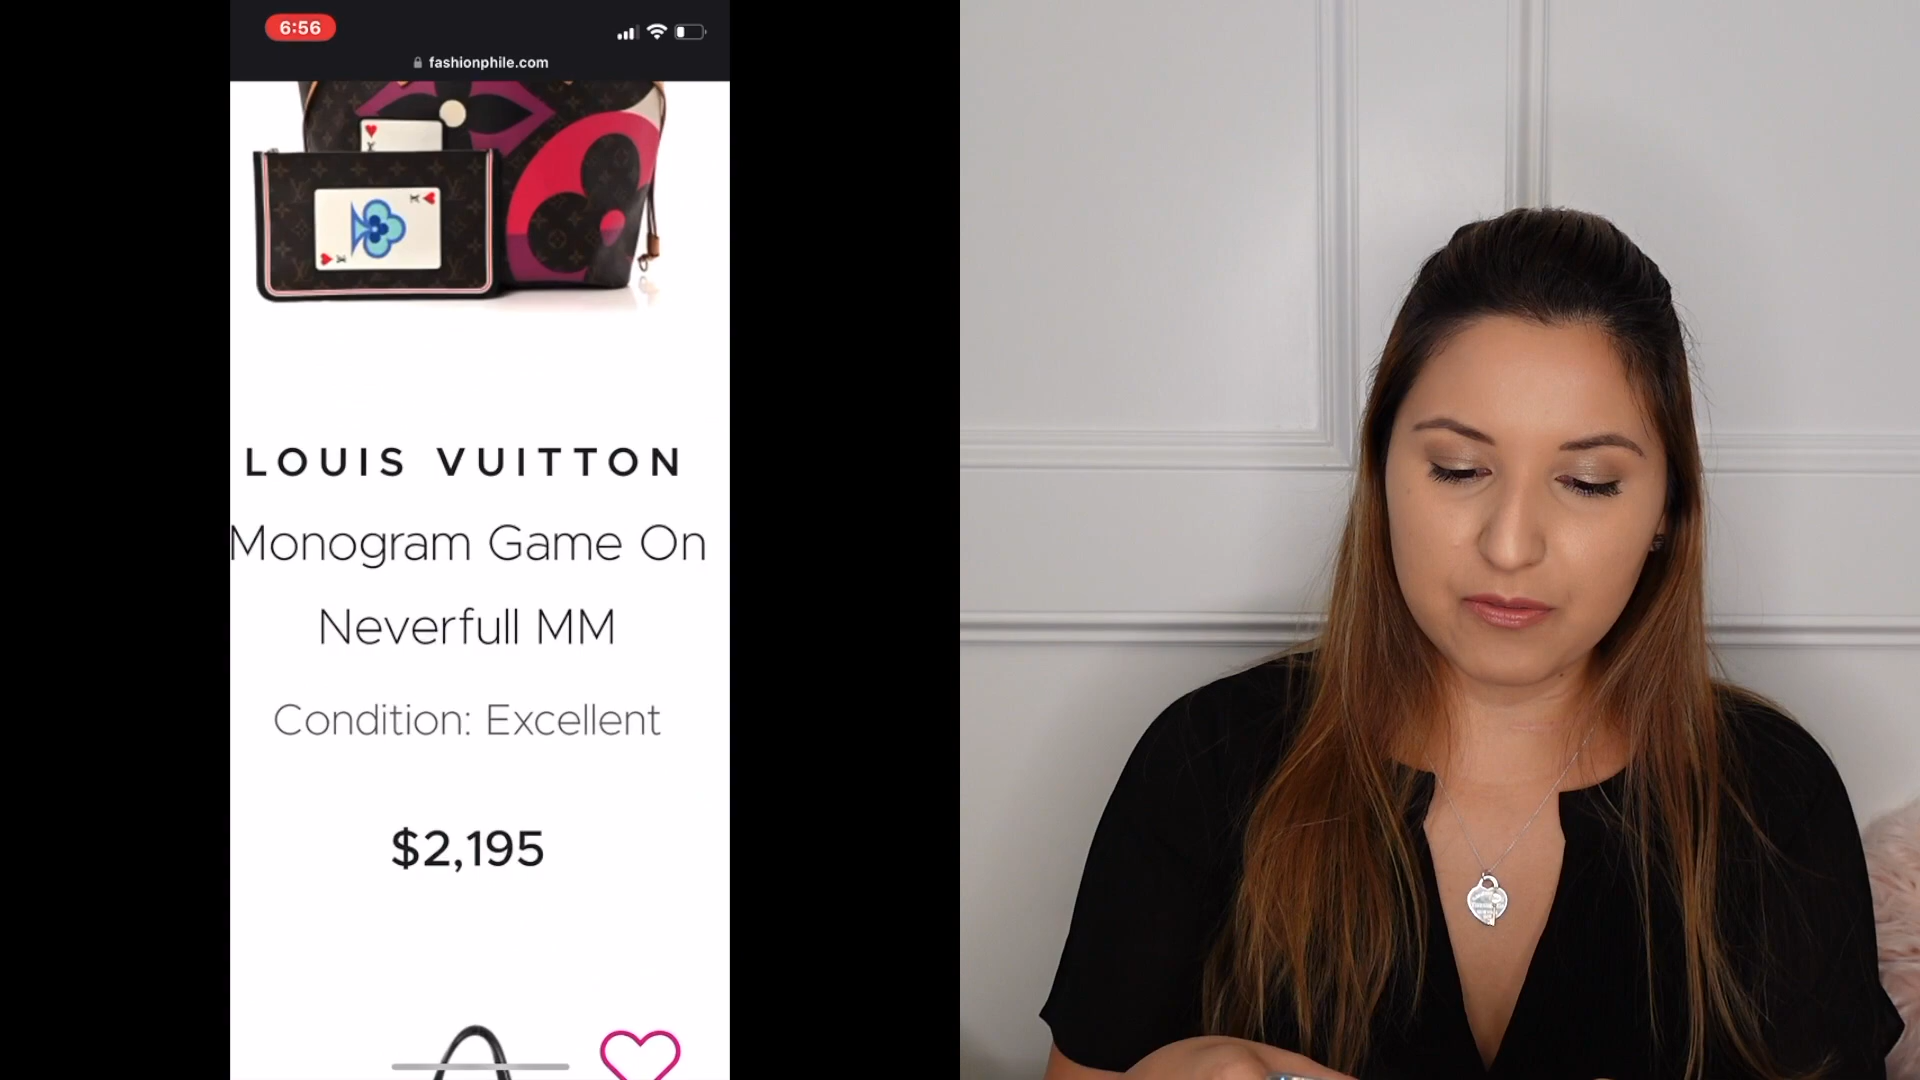 6:56
fashionphile.com
LOUIS VUITTON
Monogram Game On
Neverfull MM
Condition: Excellent
$2,195